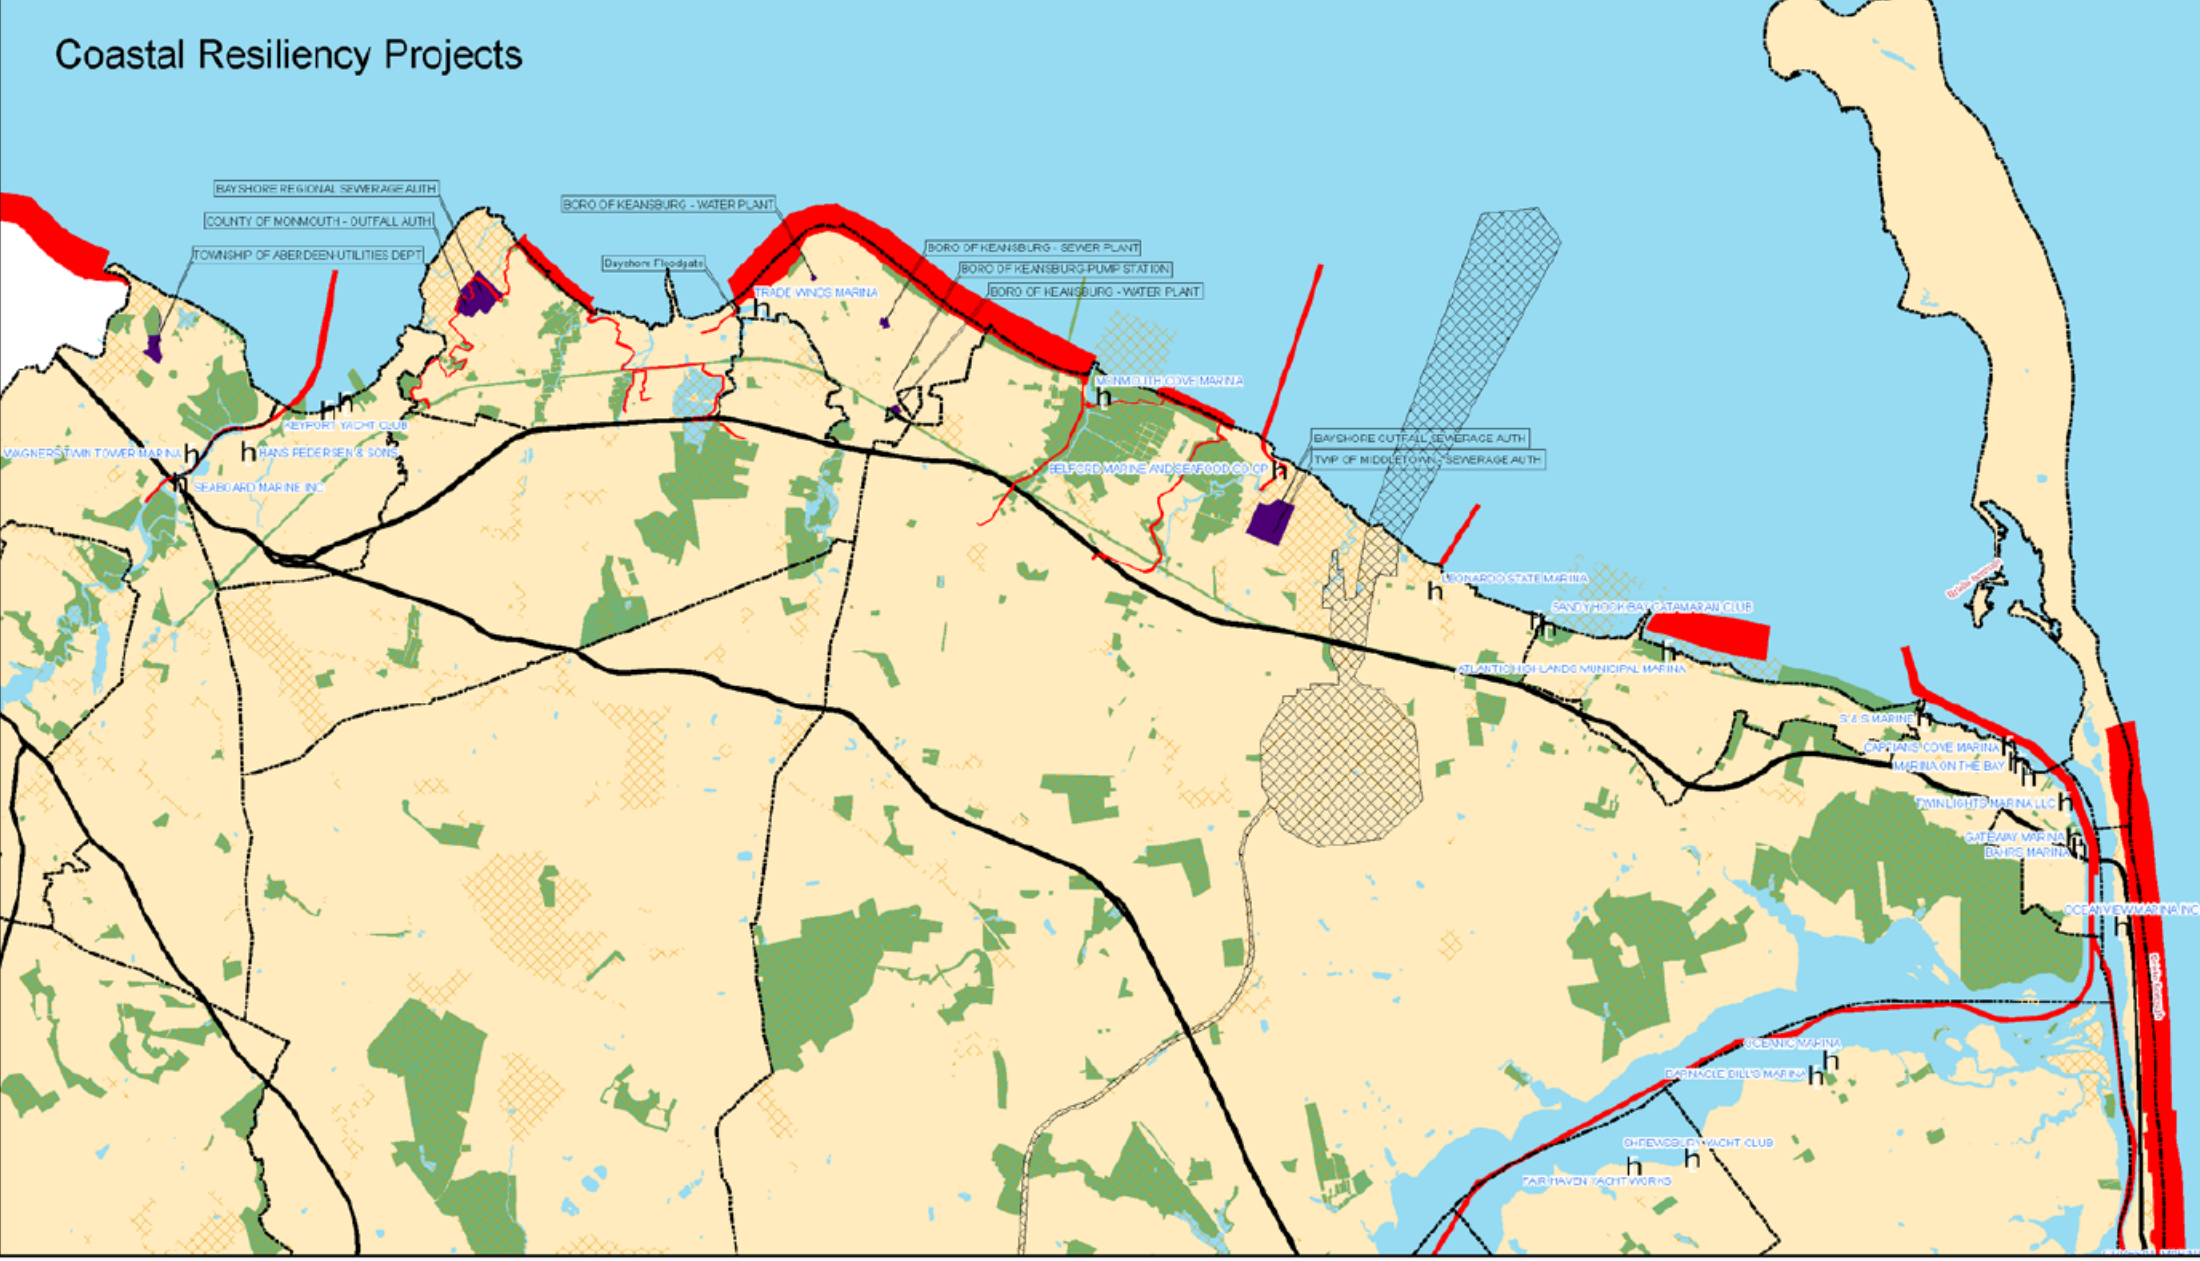 Coastal Resiliency Projects
BAYSHORE REGIONAL SEWERAGE AUTH
COUNTY OF MONMOUTH - OUTFALL AUTH
TOWNSHIP OF ABERDEEN-UTILITIES DEPT
BORO OF KEANSBURG - WATER PLANT
BORO OF KEANSBURG - SEWER PLANT
BORO OF KEANSBURG-PUMP STATION
BORO OF KEANSBURG - WATER PLANT
Bayshore Floodgate
TRADE WINDS MARINA
MONMOUTH COVE MARINA
KEYPORT YACHT CLUB
WAGNERS TWIN TOWER MARINA
HANS PEDERSEN & SONS
SEABOARD MARINE INC
BAYSHORE OUTFALL SEWERAGE AUTH
TWP OF MIDDLETOWN - SEWERAGE AUTH
BELFORD MARINE AND SEAFOOD CO-OP
LEONARDO STATE MARINA
SANDY HOOK BAY CATAMARAN CLUB
ATLANTIC HIGHLANDS MUNICIPAL MARINA
S & S MARINE
CAPTIANS COVE MARINA
MARINA ON THE BAY
TWINLIGHTS MARINA LLC
GATEWAY MARINA
BAHRS MARINA
OCEANVIEW MARINA INC
OCEANIC MARINA
BARNACLE BILL'S MARINA
SHREWSBURY YACHT CLUB
FAIR HAVEN YACHT WORKS